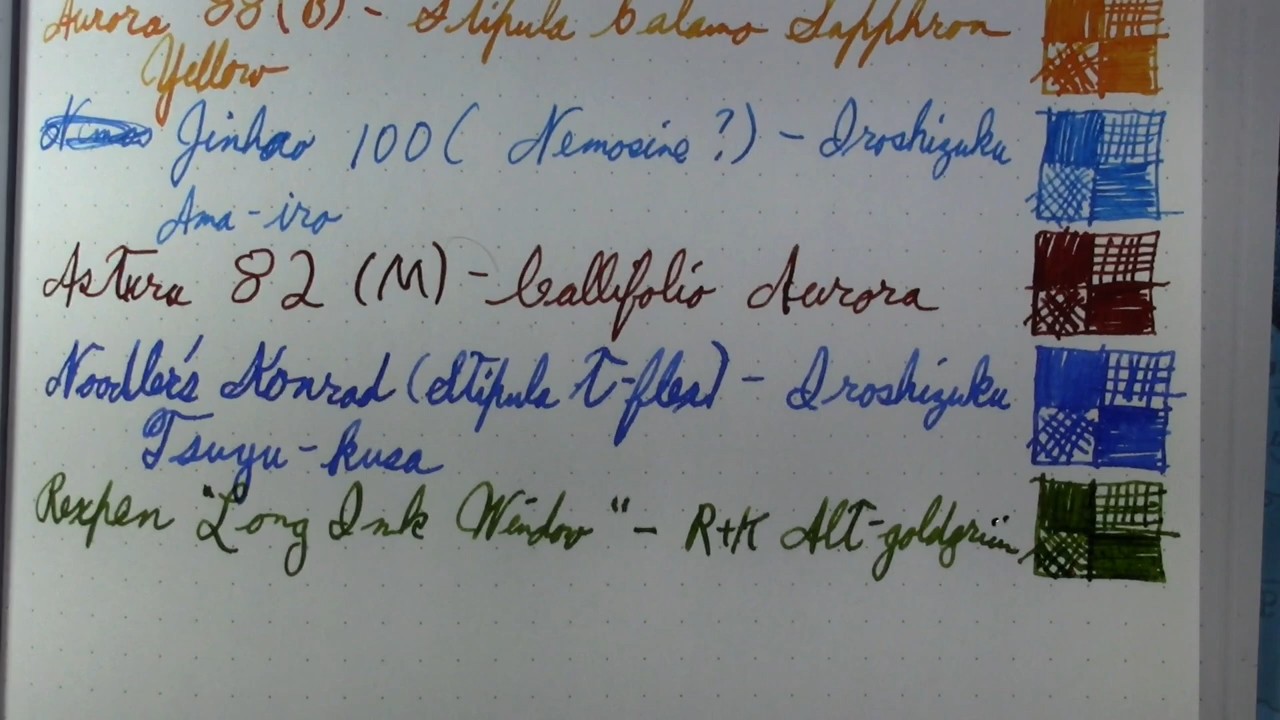 Aurora 88 (B) - Stipula Calamo Sapphron
Yellow
Jinhao 100 ( Nemosine ?) - Iroshizuku
Ama-iro
Astura 82 (M) - Callifolio Aurora
Noodler's Konrad (Stipula T-flex) - Iroshizuku
Tsuyu-kusa
Rexpen "Long Ink Window" - R+K Alt-goldgrün